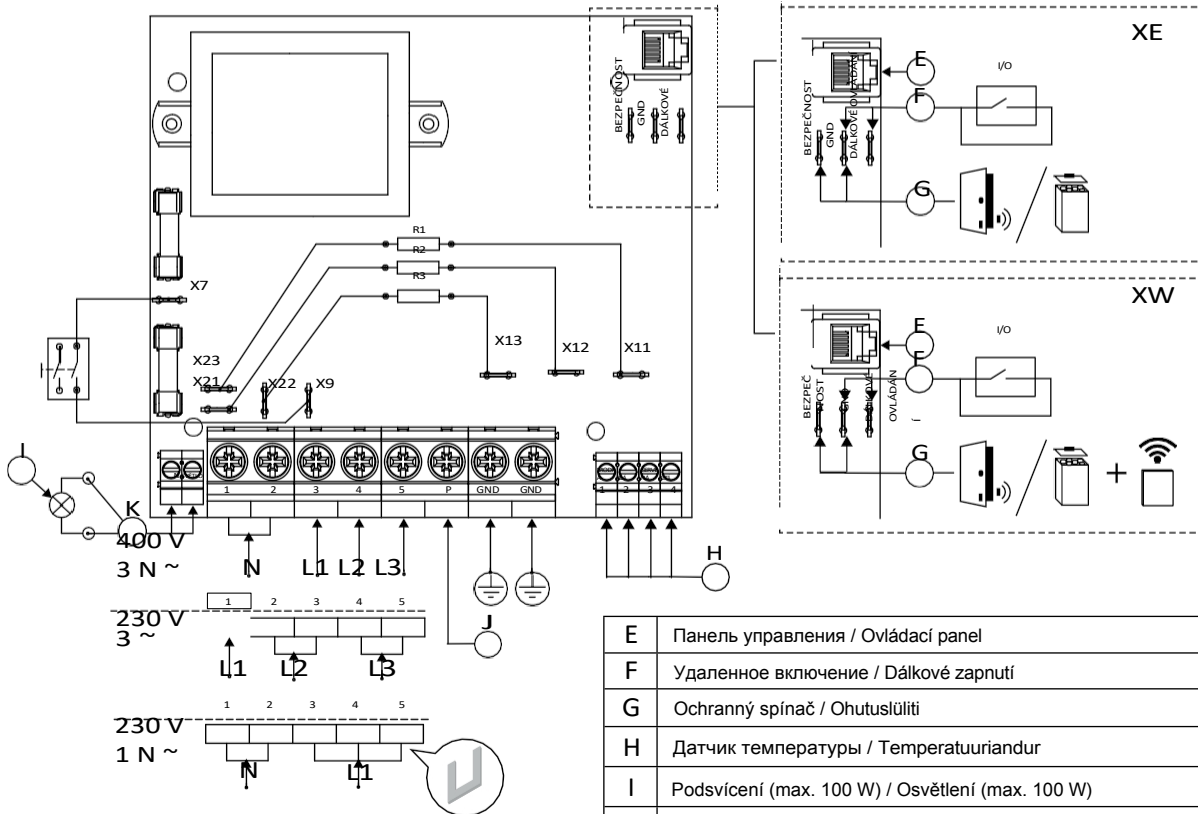 BEZPEČNOST
GND
DÁLKOVÉ
R1
R2
R3
X7
X23
X21
X22
X9
X13
X12
X11
1 2 3 4 5 P GND GND
1 2 3 4
I
K
400 V
3 N ~
N L1 L2 L3
H
J
1 2 3 4 5
230 V
3 ~
L1 L2 L3
1 2 3 4 5
230 V
1 N ~
N L1
XE
E
F
I/O
BEZPEČNOST
GND
DÁLKOVÉ OVLÁDÁNÍ
G
XW
E
F
I/O
BEZPEČ
NOST
GND
DÁLKOVÉ
OVLÁDÁN
Í
G
+
E Панель управления / Ovládací panel
F Удаленное включение / Dálkové zapnutí
G Ochranný spínač / Ohutuslüliti
H Датчик температуры / Temperatuuriandur
I Podsvícení (max. 100 W) / Osvětlení (max. 100 W)